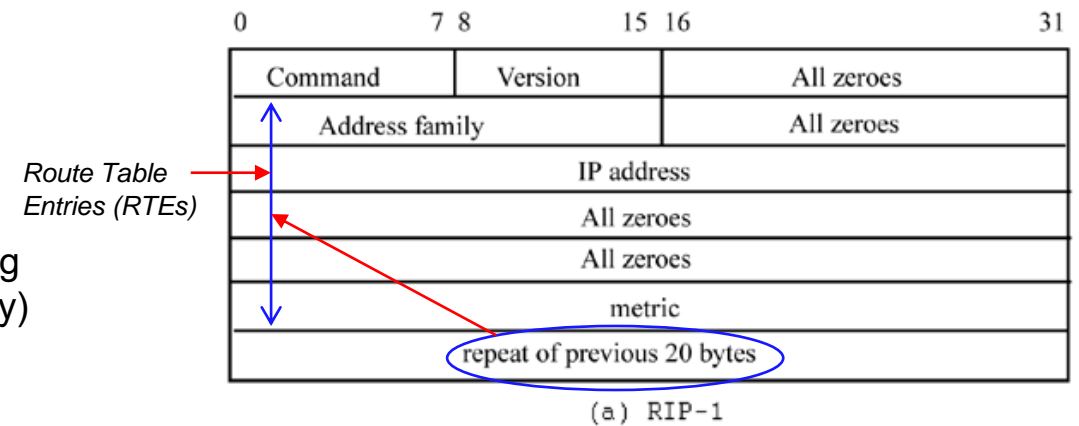 0 7 8 15 16 31
Command Version All zeroes
Address family All zeroes
Route Table
Entries (RTEs)
IP address
All zeroes
g
All zeroes
y)
metric
repeat of previous 20 bytes
(a) RIP-1